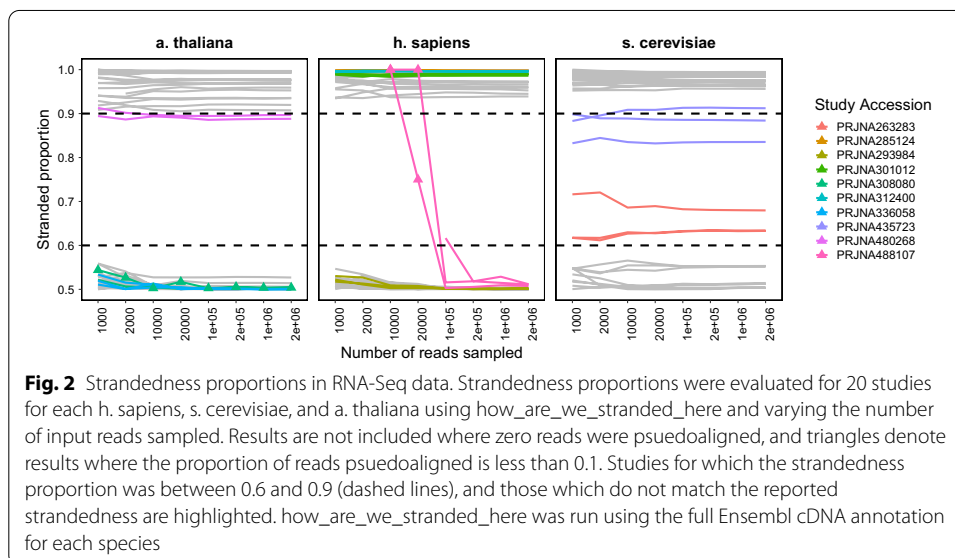 a. thaliana
h. sapiens
s. cerevisiae
Stranded proportion
1.0
0.9
0.8
0.7
0.6
0.5
1000
2000
10000
20000
1e+05
2e+05
1e+06
2e+06
1000
2000
10000
20000
1e+05
2e+05
1e+06
2e+06
1000
2000
10000
20000
1e+05
2e+05
1e+06
2e+06
Number of reads sampled
Study Accession
PRJNA263283
PRJNA285124
PRJNA293984
PRJNA301012
PRJNA308080
PRJNA312400
PRJNA336058
PRJNA435723
PRJNA480268
PRJNA488107
Fig. 2 Strandedness proportions in RNA-Seq data. Strandedness proportions were evaluated for 20 studies
for each h. sapiens, s. cerevisiae, and a. thaliana using how_are_we_stranded_here and varying the number
of input reads sampled. Results are not included where zero reads were psuedoaligned, and triangles denote
results where the proportion of reads psuedoaligned is less than 0.1. Studies for which the strandedness
proportion was between 0.6 and 0.9 (dashed lines), and those which do not match the reported
strandedness are highlighted. how_are_we_stranded_here was run using the full Ensembl cDNA annotation
for each species